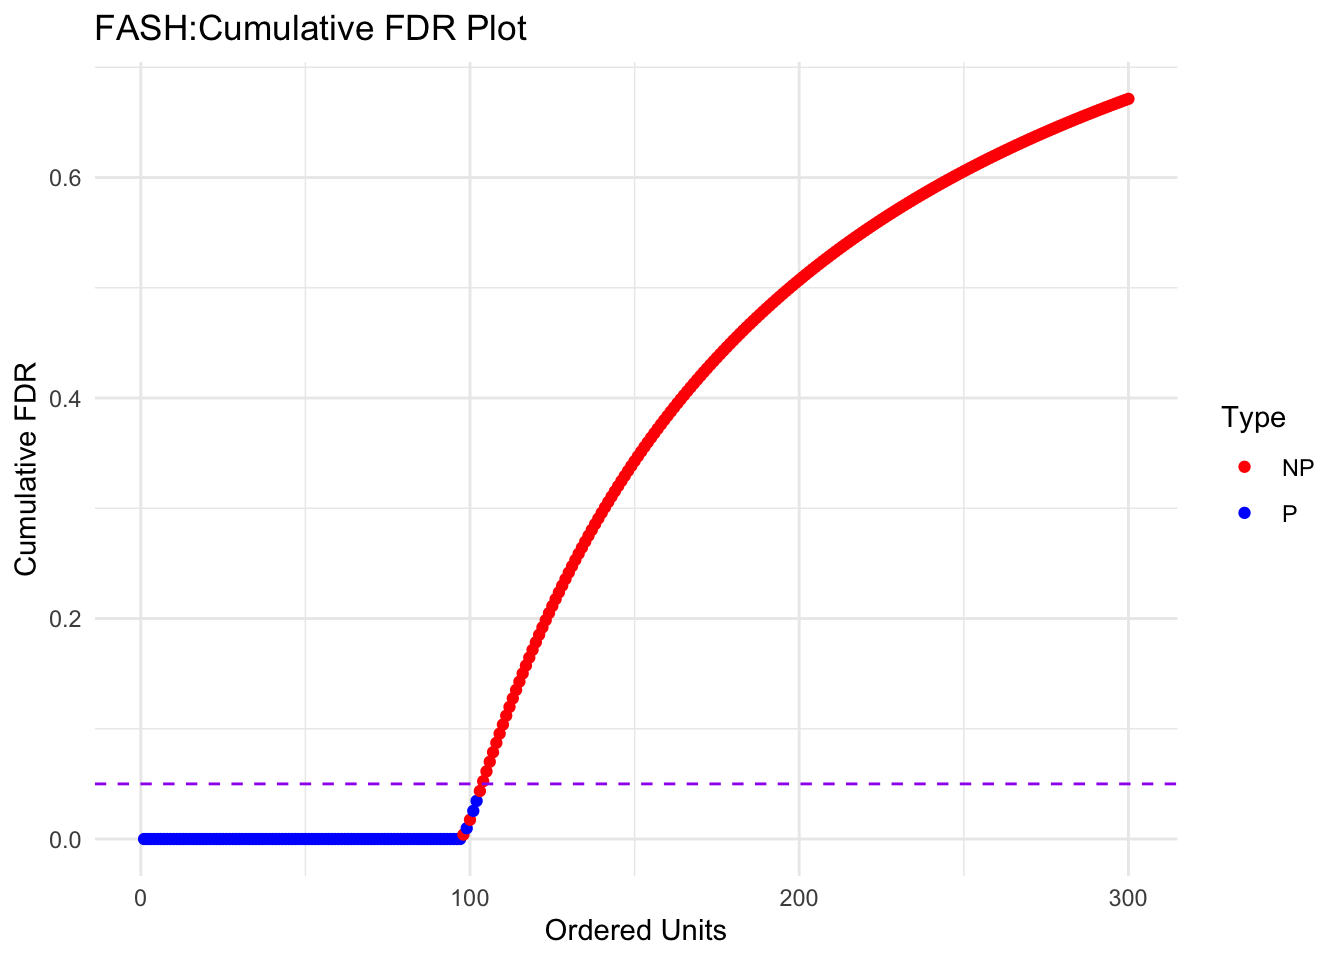 FASH:Cumulative FDR Plot
Cumulative FDR
0.6
0.4
0.2
0.0
0 100 200 300
Ordered Units
Type
NP
P